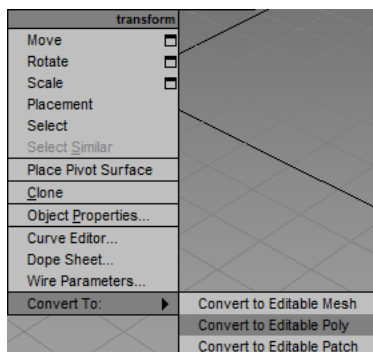 transform
Move
Rotate
Scale
Placement
Select
Select Similar
Place Pivot Surface
Clone
Object Properties...
Curve Editor...
Dope Sheet...
Wire Parameters...
Convert To:
Convert to Editable Mesh
Convert to Editable Poly
Convert to Editable Patch